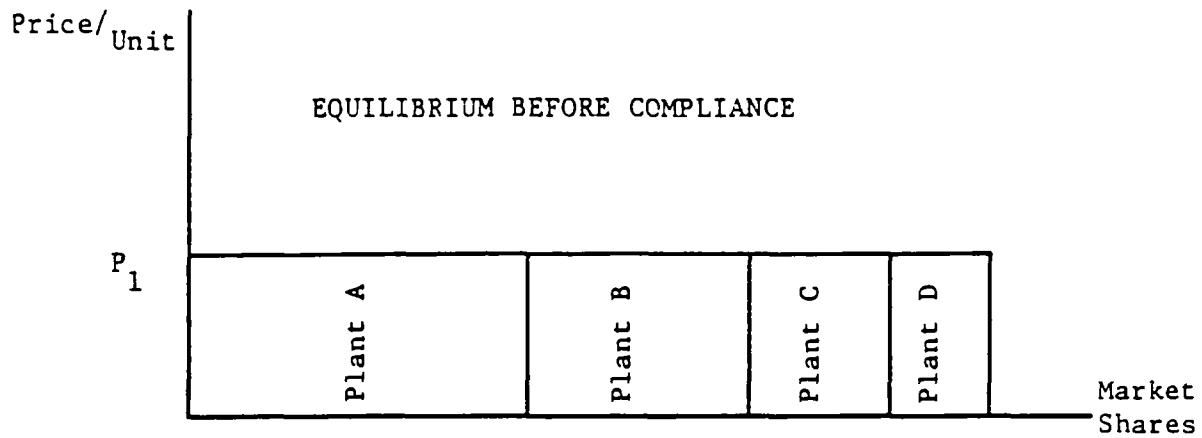 Price/Unit
EQUILIBRIUM BEFORE COMPLIANCE
P1
Plant A
Plant B
Plant C
Plant D
Market
Shares